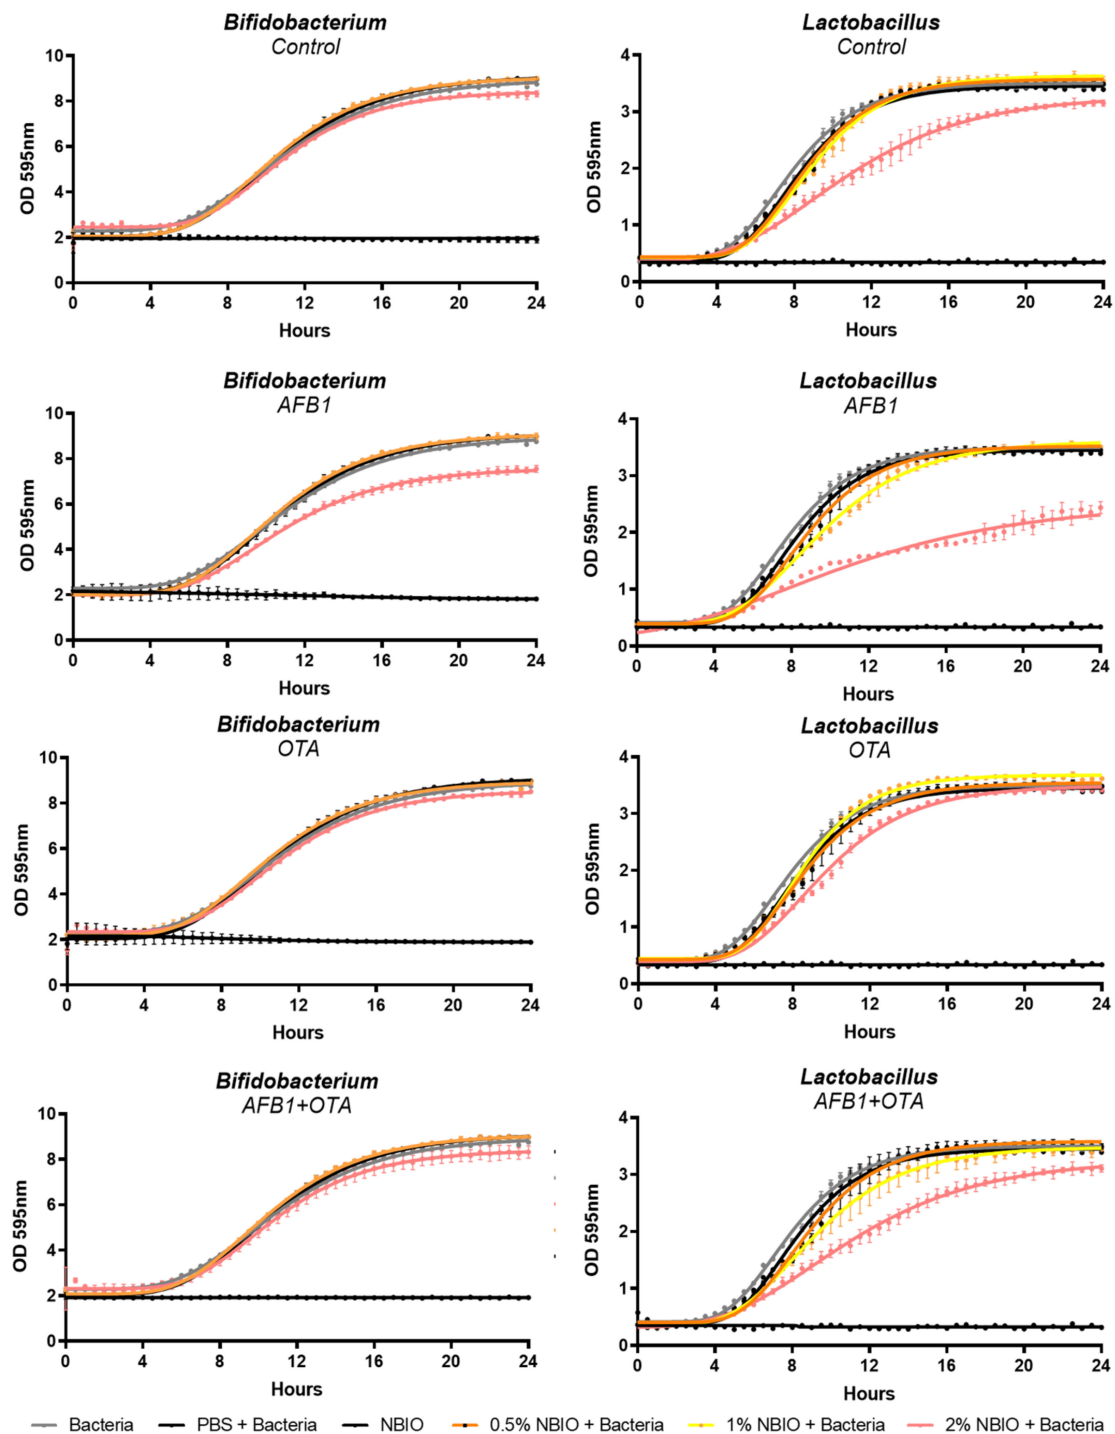 Bifidobacterium
Control
OD 595nm
10
8
6
4
2
0
0 4 8 12 16 20 24
Hours
Lactobacillus
Control
OD 595nm
4
3
2
1
0
0 4 8 12 16 20 24
Hours
Bifidobacterium
AFB1
OD 595nm
10
8
6
4
2
0
0 4 8 12 16 20 24
Hours
Lactobacillus
AFB1
OD 595nm
4
3
2
1
0
0 4 8 12 16 20 24
Hours
Bifidobacterium
OTA
OD 595nm
10
8
6
4
2
0
0 4 8 12 16 20 24
Hours
Lactobacillus
OTA
OD 595nm
4
3
2
1
0
0 4 8 12 16 20 24
Hours
Bifidobacterium
AFB1+OTA
OD 595nm
10
8
6
4
2
0
0 4 8 12 16 20 24
Hours
Lactobacillus
AFB1+OTA
OD 595nm
4
3
2
1
0
0 4 8 12 16 20 24
Hours
Bacteria PBS + Bacteria NBIO 0.5% NBIO + Bacteria 1% NBIO + Bacteria 2% NBIO + Bacteria